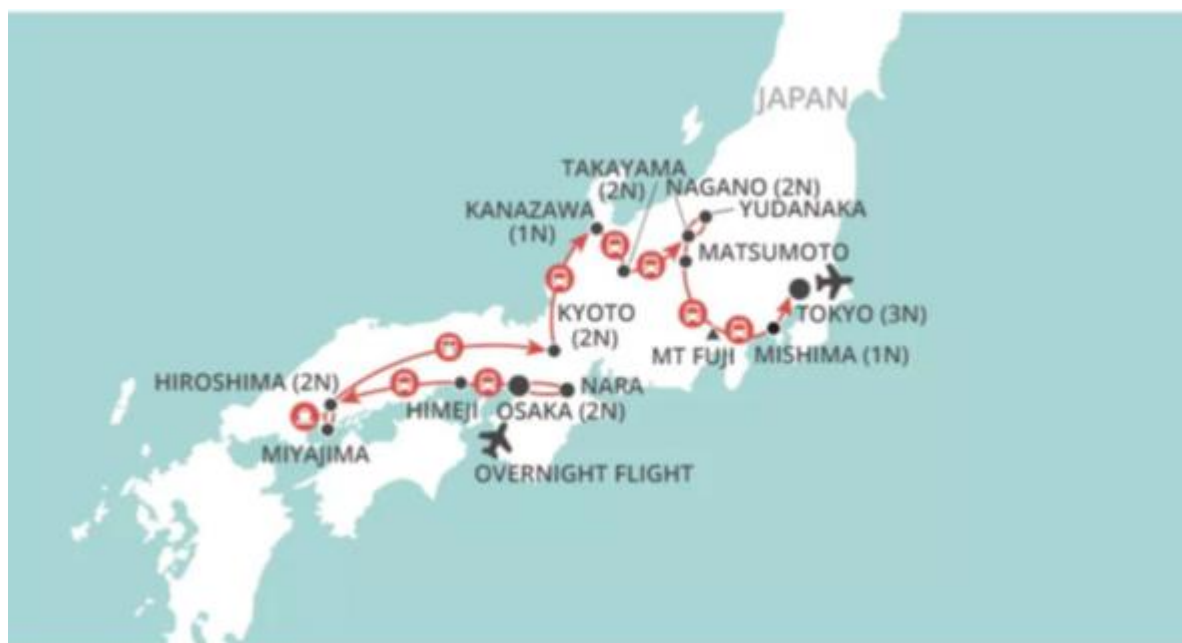 JAPAN
TAKAYAMA
(2N)
NAGANO (2N)
YUDANAKA
KANAZAWA
(1N)
MATSUMOTO
TOKYO (3N)
KYOTO
(2N)
MT FUJI
MISHIMA (1N)
HIROSHIMA (2N)
NARA
HIMEJI
OSAKA (2N)
MIYAJIMA
OVERNIGHT FLIGHT